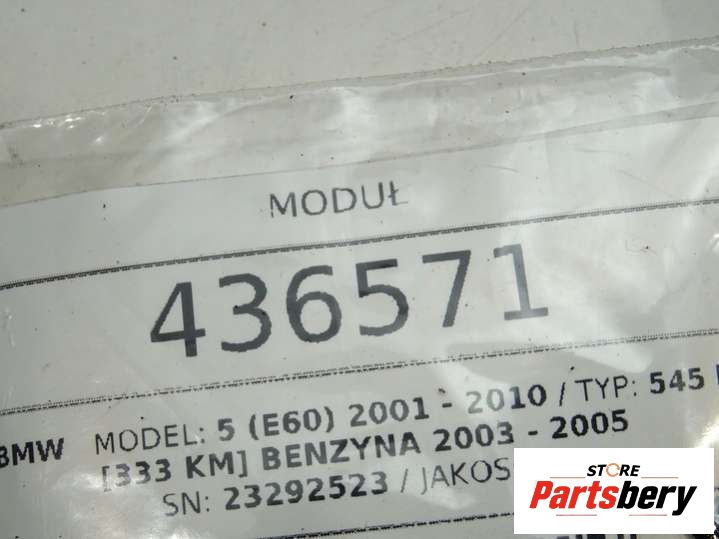 MODUŁ
436571
BMW MODEL: 5 (E60) 2001 - 2010 / TYP: 545
[333 KM] BENZYNA 2003 - 2005
SN: 23292523 / JAKOS
STORE
Partsbery